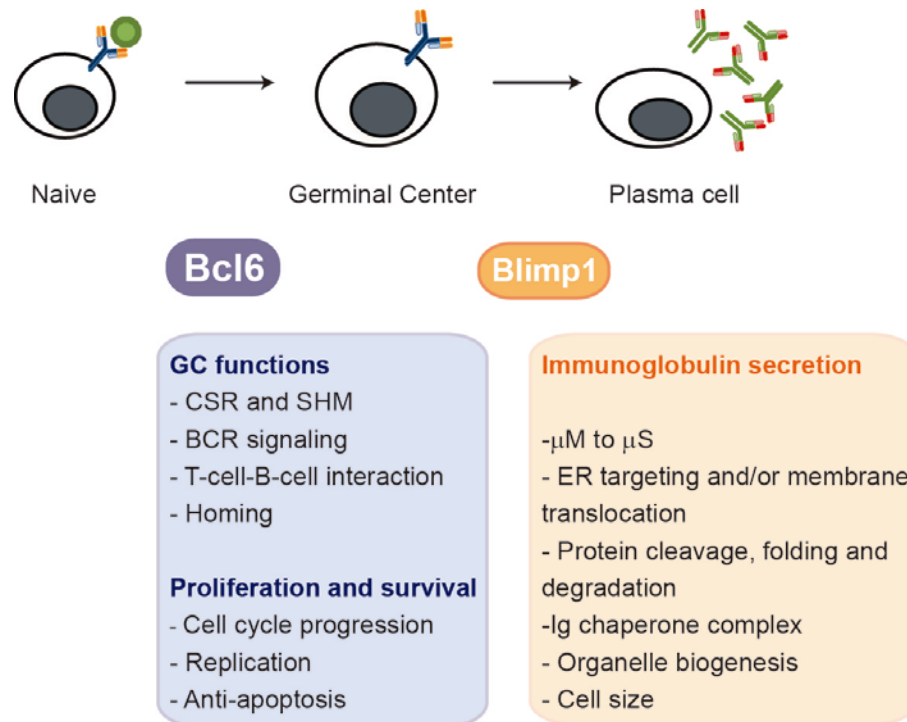 Naive
Germinal Center
Plasma cell
Bcl6
Blimp1
GC functions
- CSR and SHM
- BCR signaling
- T-cell-B-cell interaction
- Homing
Proliferation and survival
- Cell cycle progression
- Replication
- Anti-apoptosis
Immunoglobulin secretion
-μM to μS
- ER targeting and/or membrane
translocation
- Protein cleavage, folding and
degradation
-Ig chaperone complex
- Organelle biogenesis
- Cell size